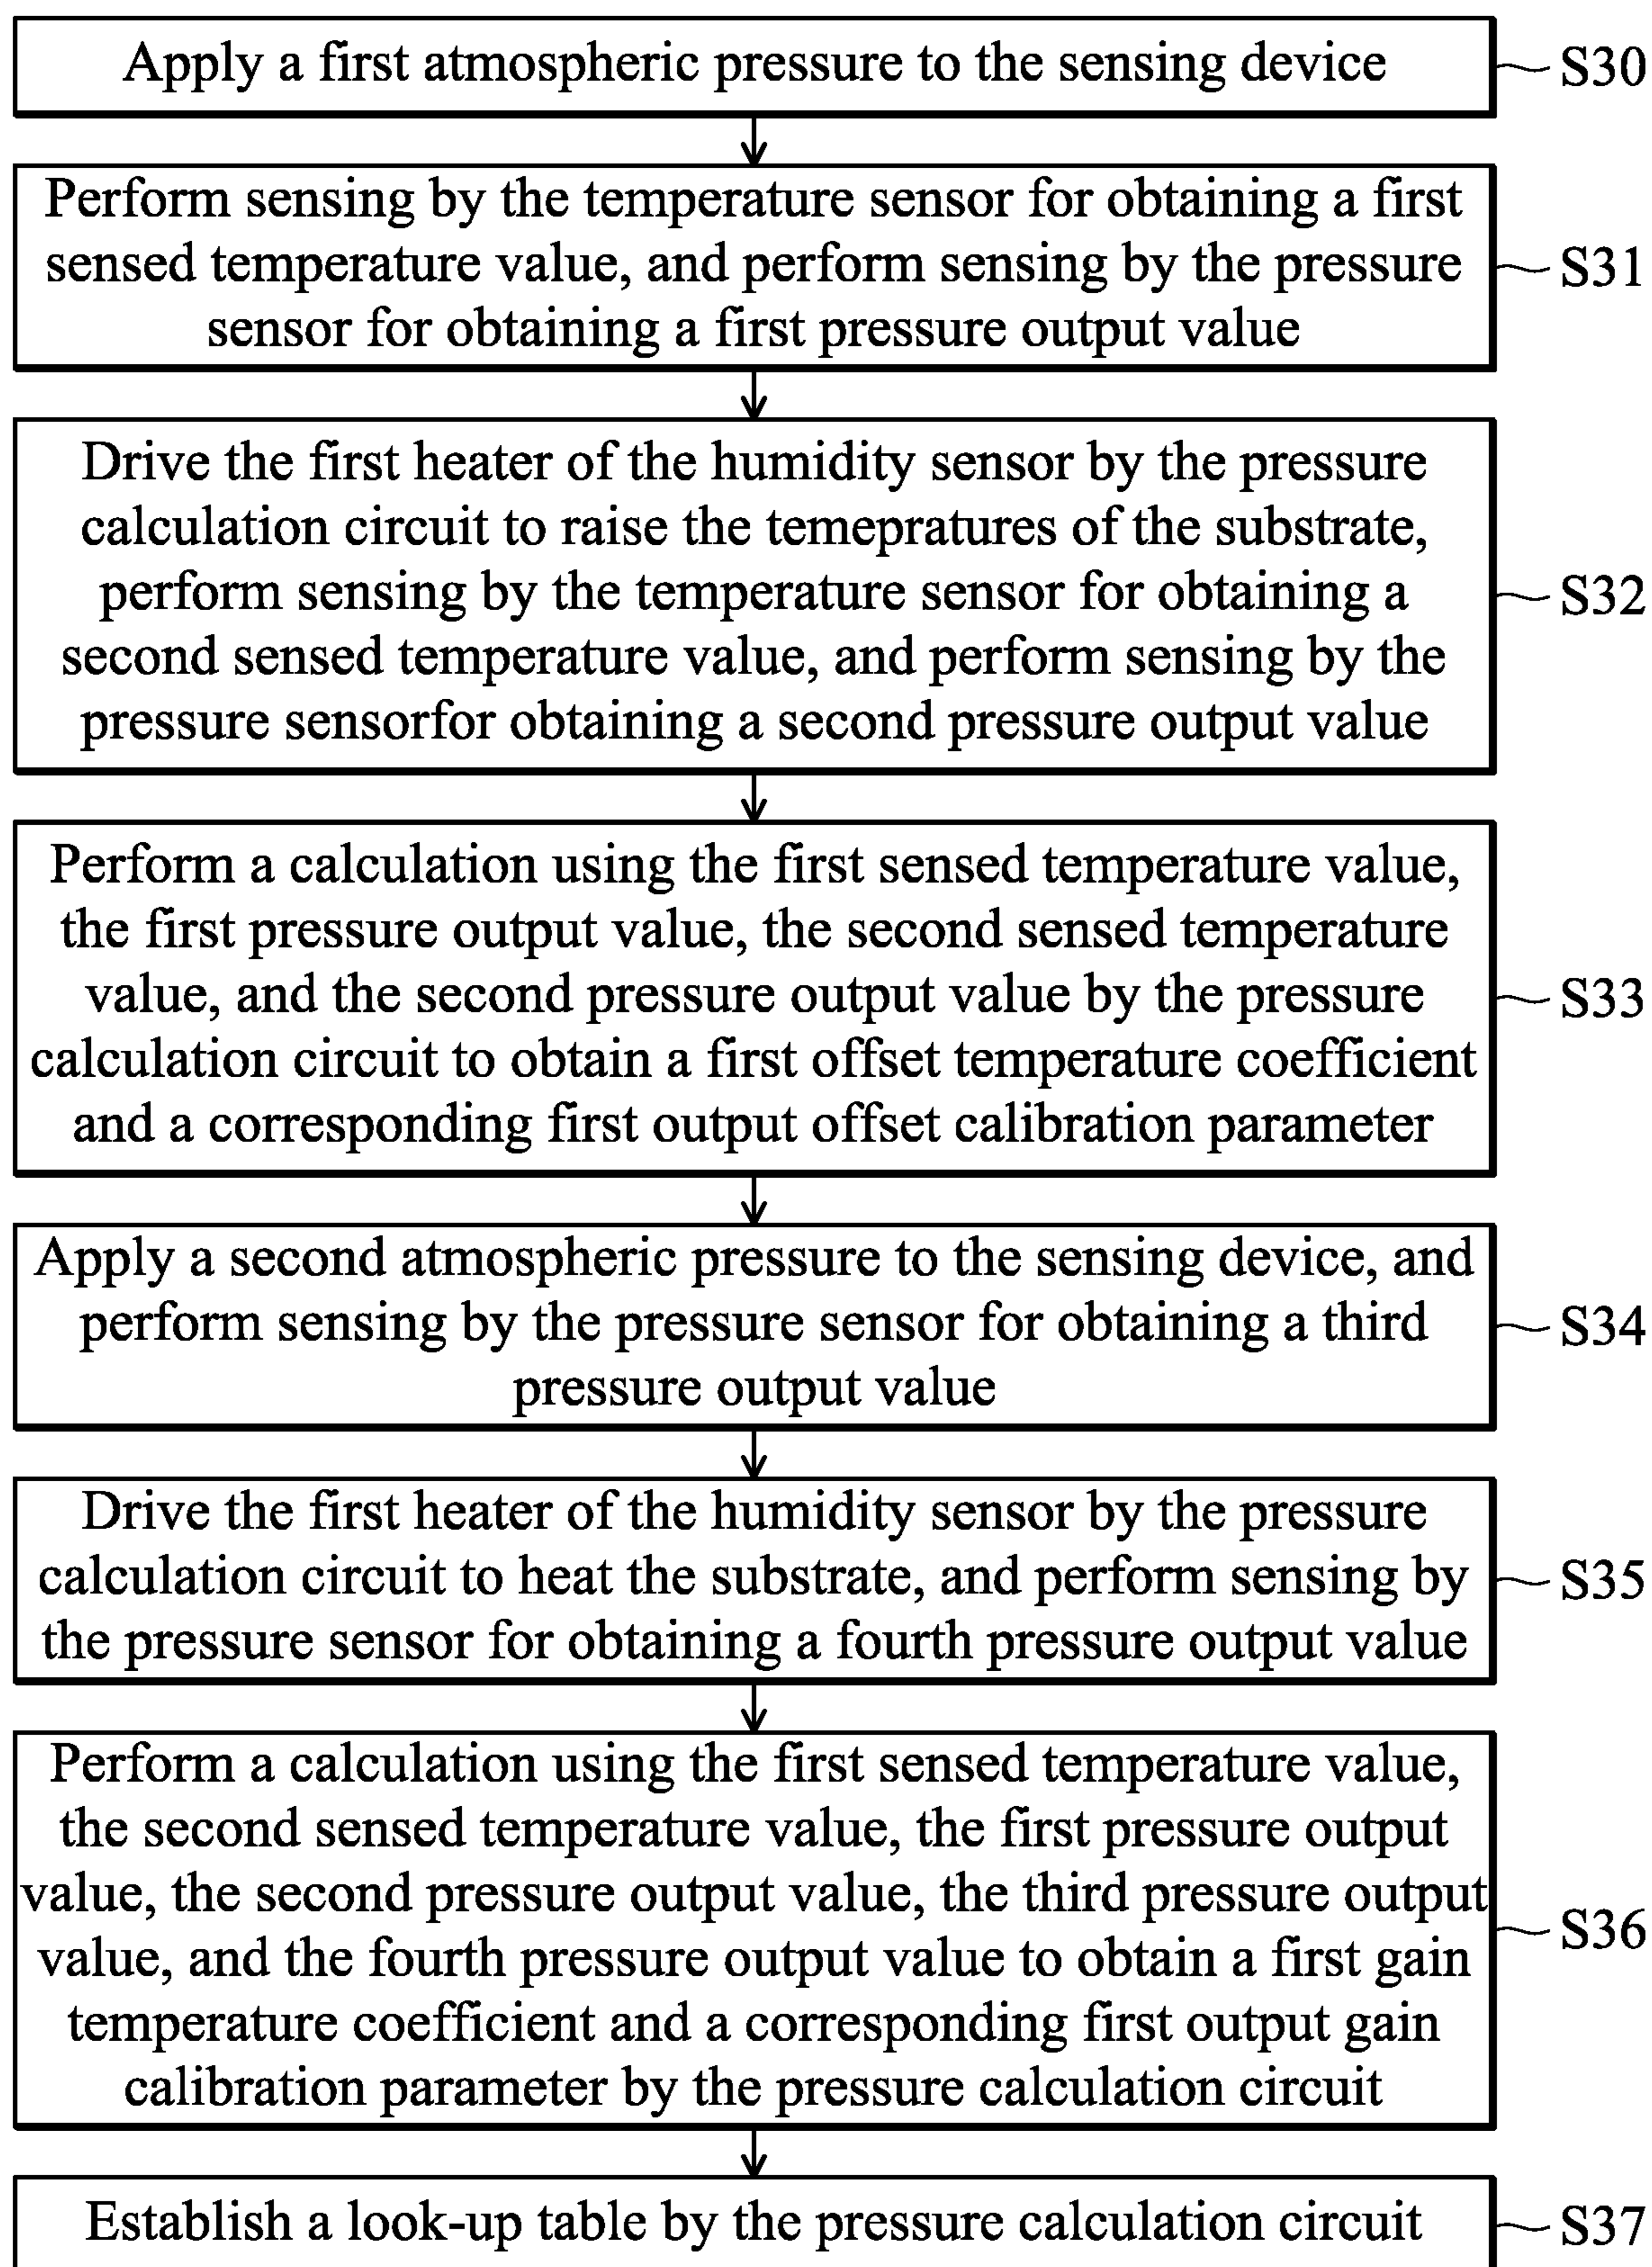 Apply a first atmospheric pressure to the sensing device
S30
Perform sensing by the temperature sensor for obtaining a first
sensed temperature value, and perform sensing by the pressure
sensor for obtaining a first pressure output value
S31
Drive the first heater of the humidity sensor by the pressure
calculation circuit to raise the temepratures of the substrate,
perform sensing by the temperature sensor for obtaining a
second sensed temperature value, and perform sensing by the
pressure sensorfor obtaining a second pressure output value
S32
Perform a calculation using the first sensed temperature value,
the first pressure output value, the second sensed temperature
value, and the second pressure output value by the pressure
calculation circuit to obtain a first offset temperature coefficient
and a corresponding first output offset calibration parameter
S33
Apply a second atmospheric pressure to the sensing device, and
perform sensing by the pressure sensor for obtaining a third
pressure output value
S34
Drive the first heater of the humidity sensor by the pressure
calculation circuit to heat the substrate, and perform sensing by
the pressure sensor for obtaining a fourth pressure output value
S35
Perform a calculation using the first sensed temperature value,
the second sensed temperature value, the first pressure output
value, the second pressure output value, the third pressure output
value, and the fourth pressure output value to obtain a first gain
temperature coefficient and a corresponding first output gain
calibration parameter by the pressure calculation circuit
S36
Establish a look-up table by the pressure calculation circuit
S37